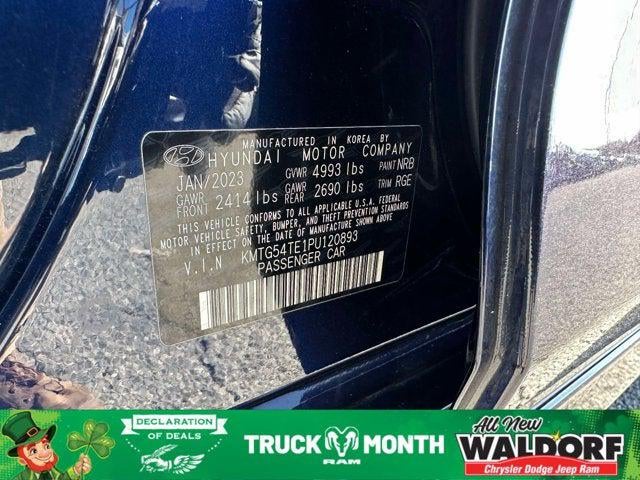 MANUFACTURED IN KOREA BY
HYUNDAI MOTOR COMPANY
JAN/2023 GVWR 4993 lbs PAINT NRB
GAWR FRONT 2414 lbs GAWR REAR 2690 lbs TRIM RGE
THIS VEHICLE CONFORMS TO ALL APPLICABLE U.S.A. FEDERAL
MOTOR VEHICLE SAFETY, BUMPER, AND THEFT PREVENTION STANDARDS
IN EFFECT ON THE DATE OF MANUFACTURE SHOWN ABOVE.
V.I.N KMTG54TE1PU120893
PASSENGER CAR
DECLARATION
OF DEALS
TRUCK MONTH
RAM
All New
WALDORF
Chrysler Dodge Jeep Ram